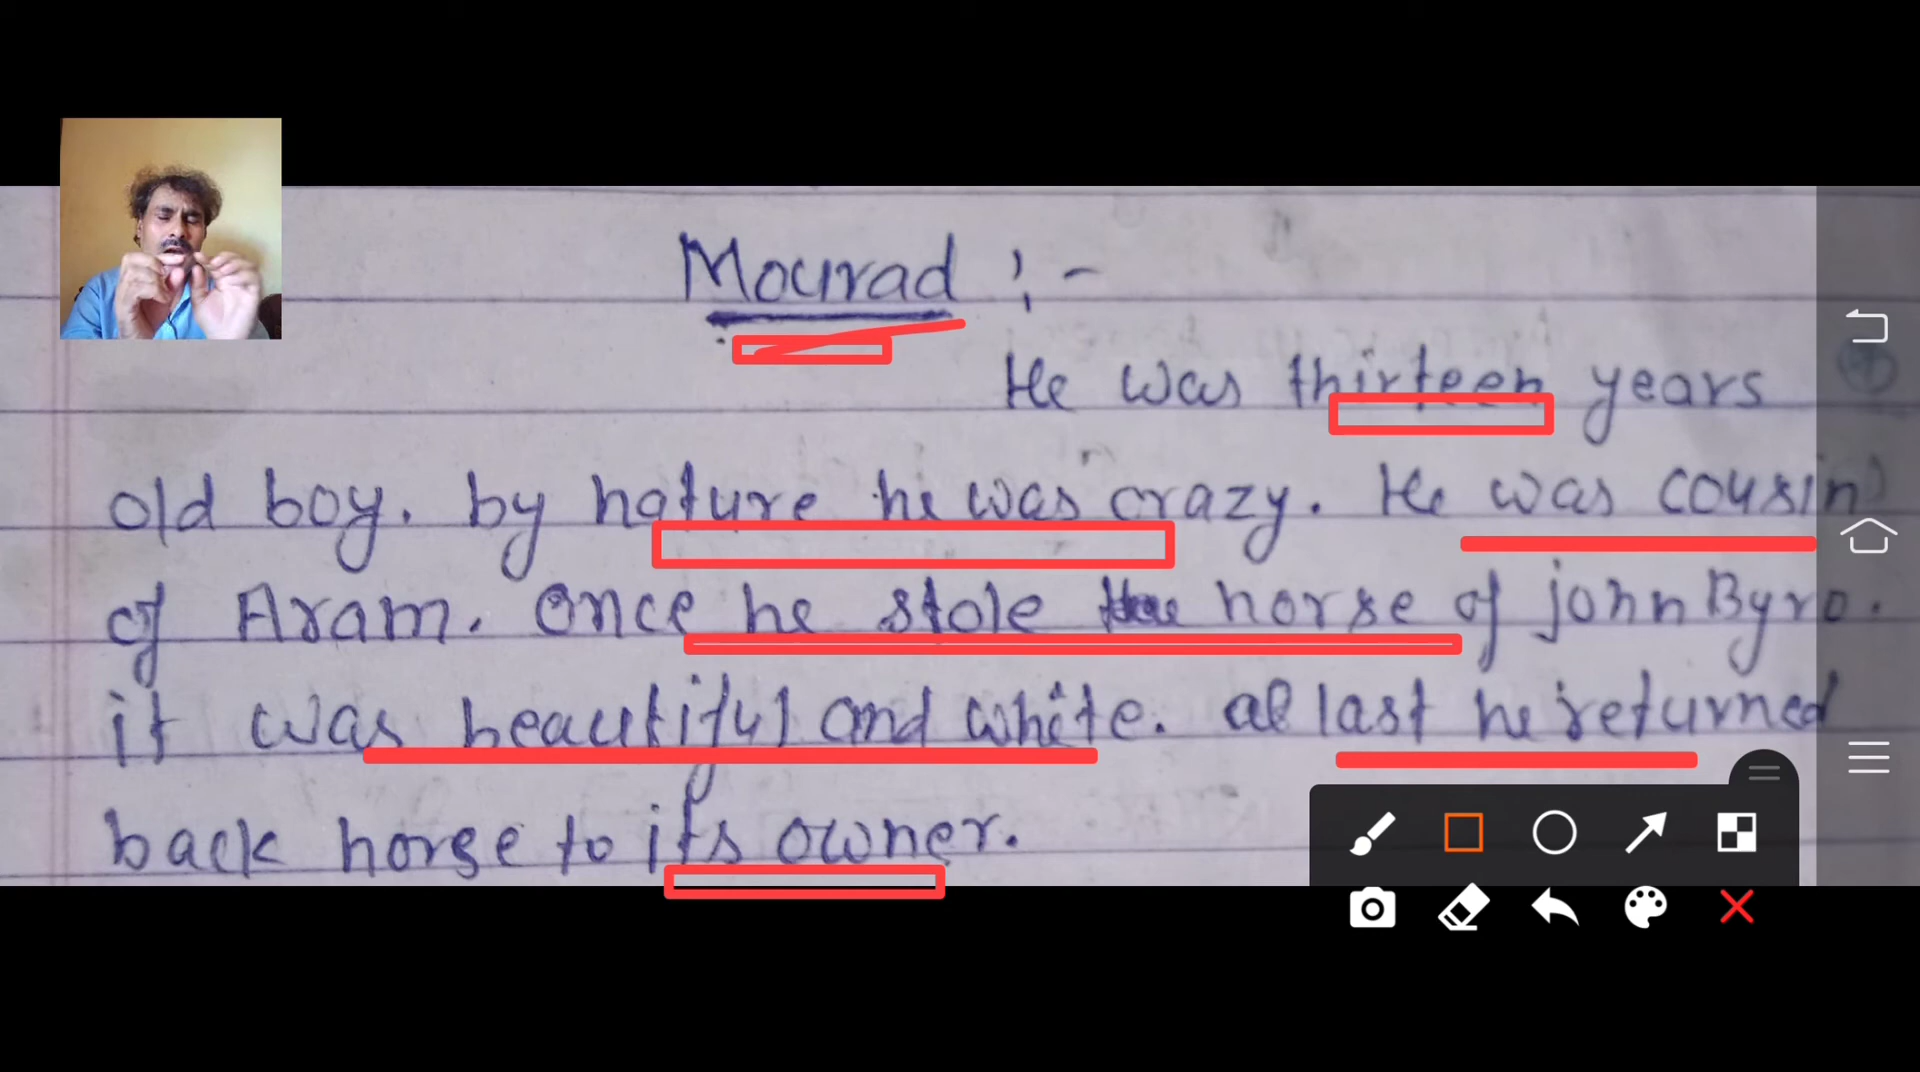 Mourad :-
He was thirteen years
old boy. by nature he was crazy. He was cousin
of Aram. Once he stole the horse of john Byro.
it was beautiful and white. at last he returned
back horse to its owner.